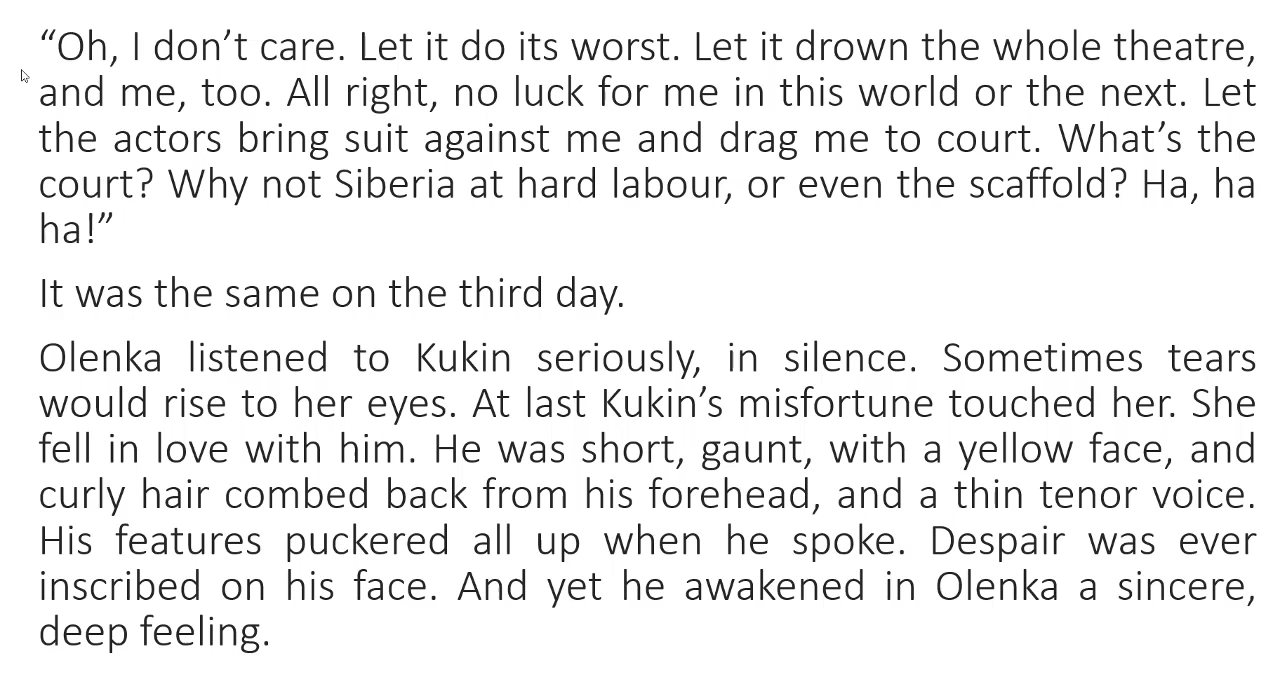 “Oh, I don’t care. Let it do its worst. Let it drown the whole theatre,
and me, too. All right, no luck for me in this world or the next. Let
the actors bring suit against me and drag me to court. What’s the
court? Why not Siberia at hard labour, or even the scaffold? Ha, ha
ha!”
It was the same on the third day.
Olenka listened to Kukin seriously, in silence. Sometimes tears
would rise to her eyes. At last Kukin’s misfortune touched her. She
fell in love with him. He was short, gaunt, with a yellow face, and
curly hair combed back from his forehead, and a thin tenor voice.
His features puckered all up when he spoke. Despair was ever
inscribed on his face. And yet he awakened in Olenka a sincere,
deep feeling.